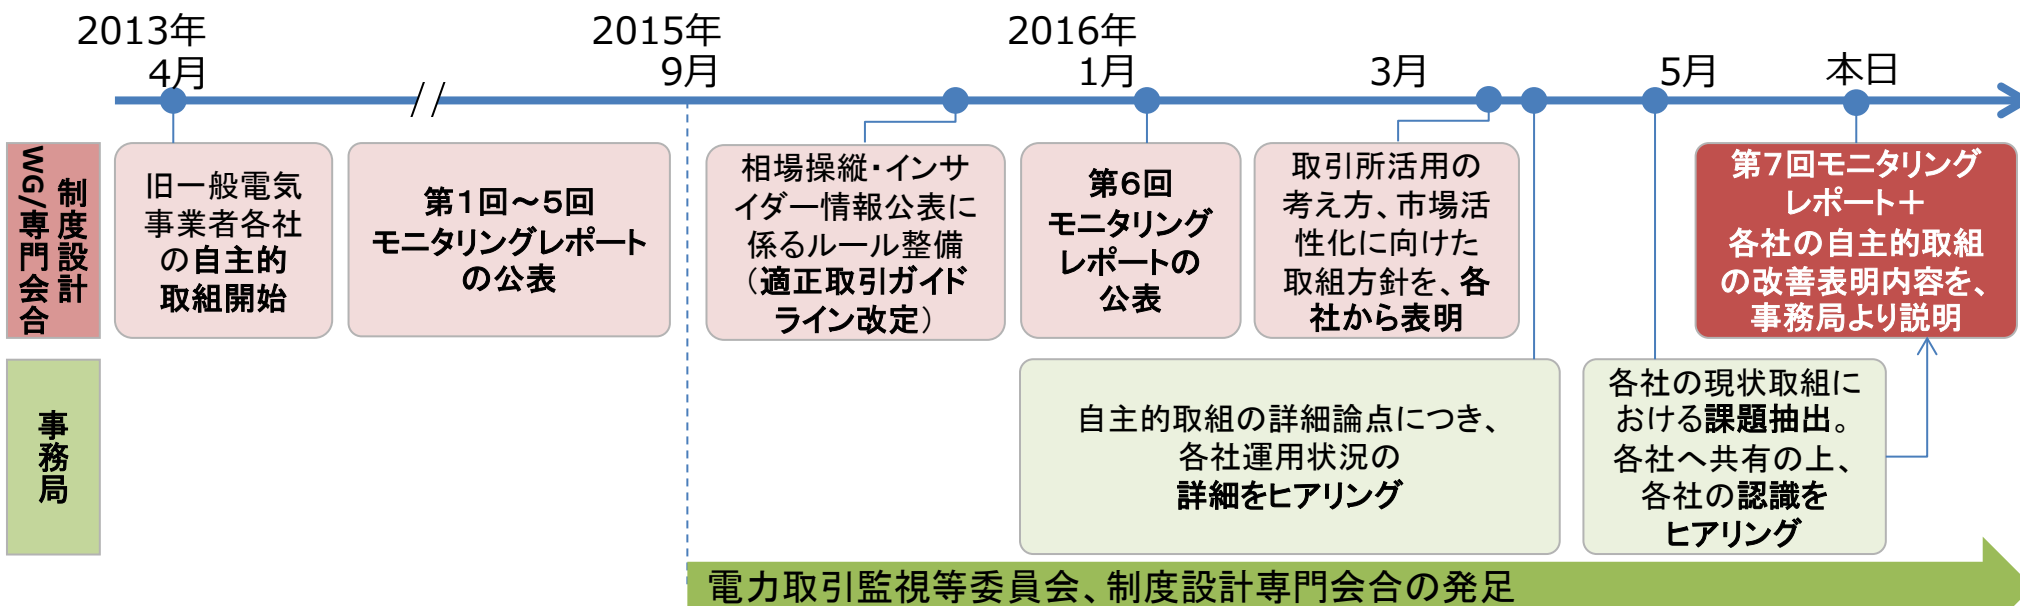 2013年
4月
2015年
9月
2016年
1月
3月
5月
本日
制度設計
WG/専門会合
旧一般電気
事業者各社
の自主的
取組開始
第1回～5回
モニタリングレポート
の公表
相場操縦・インサ
イダー情報公表に
係るルール整備
（適正取引ガイド
ライン改定）
第6回
モニタリング
レポートの
公表
取引所活用の
考え方、市場活
性化に向けた
取組方針を、各
社から表明
第7回モニタリング
レポート＋
各社の自主的取組
の改善表明内容を、
事務局より説明
事務局
自主的取組の詳細論点につき、
各社運用状況の
詳細をヒアリング
各社の現状取組に
おける課題抽出。
各社へ共有の上、
各社の認識を
ヒアリング
電力取引監視等委員会、制度設計専門会合の発足